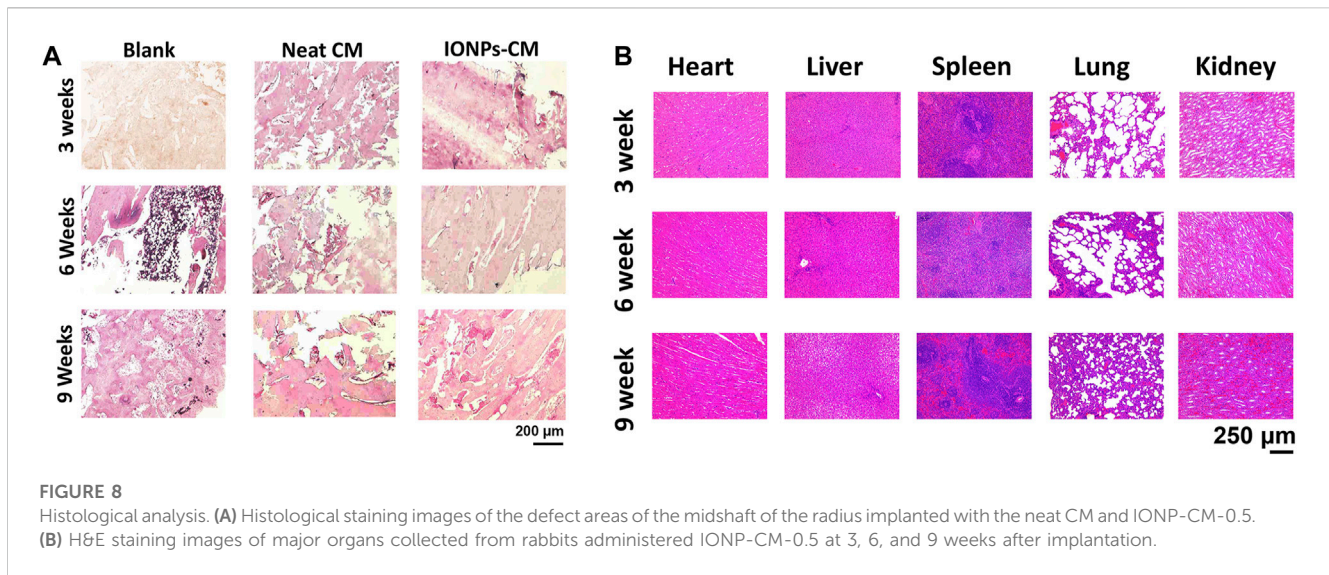 A
Blank Neat CM IONPs-CM
3 weeks
6 Weeks
9 Weeks
200 µm
B
Heart Liver Spleen Lung Kidney
3 week
6 week
9 week
250 µm
FIGURE 8
Histological analysis. (A) Histological staining images of the defect areas of the midshaft of the radius implanted with the neat CM and IONP-CM-0.5.
(B) H&E staining images of major organs collected from rabbits administered IONP-CM-0.5 at 3, 6, and 9 weeks after implantation.